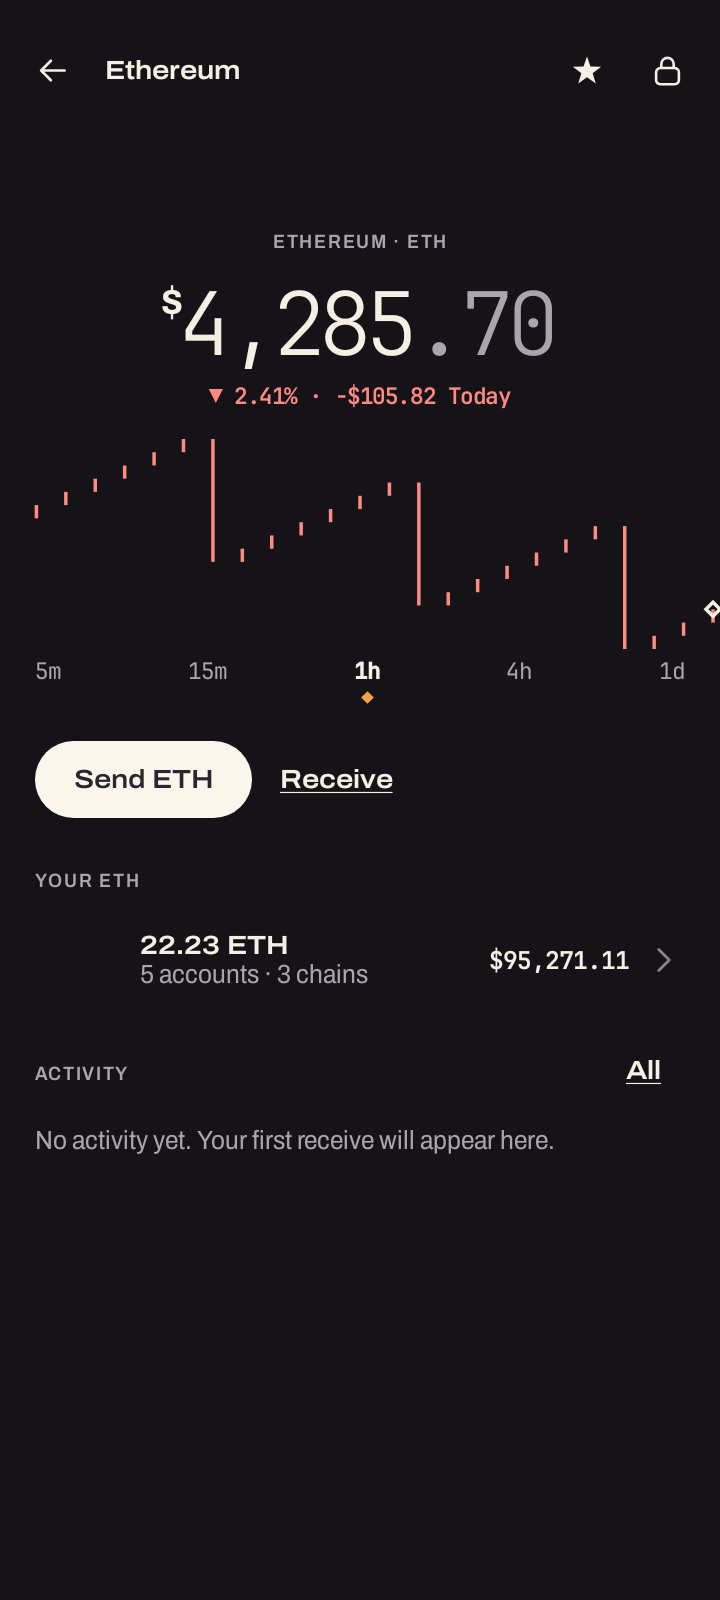 Ethereum
ETHEREUM · ETH
$4,285.70
▼ 2.41% · -$105.82 Today
5m 15m 1h 4h 1d
Send ETH Receive
YOUR ETH
22.23 ETH
5 accounts · 3 chains
$95,271.11
ACTIVITY All
No activity yet. Your first receive will appear here.